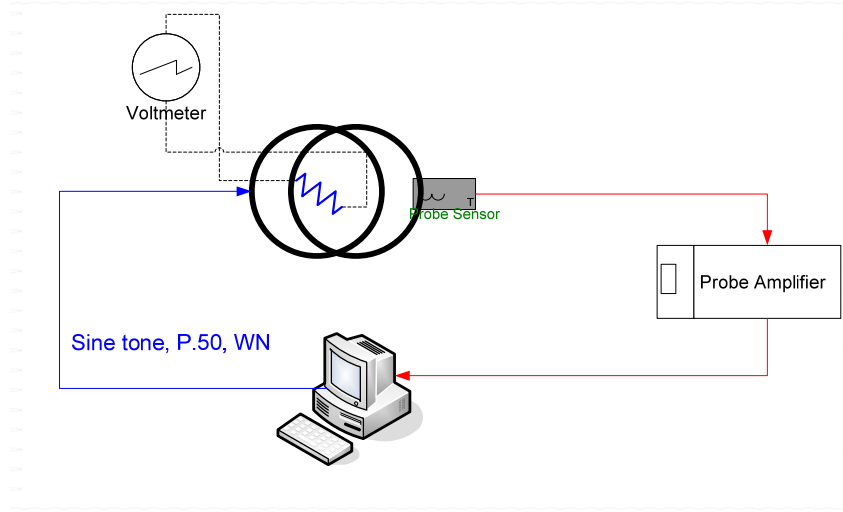 Voltmeter
T
Probe Sensor
Probe Amplifier
Sine tone, P.50, WN